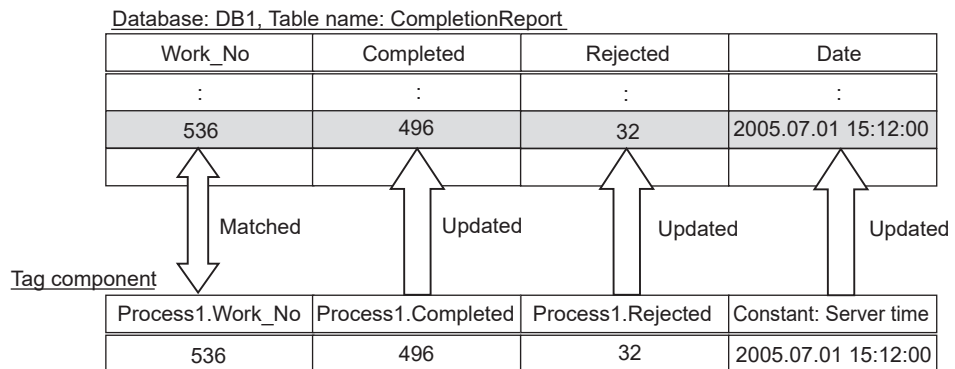 Database: DB1, Table name: CompletionReport
Work_No Completed Rejected Date
: : : :
536 496 32 2005.07.01 15:12:00
Matched Updated Updated Updated
Tag component
Process1.Work_No Process1.Completed Process1.Rejected Constant: Server time
536 496 32 2005.07.01 15:12:00